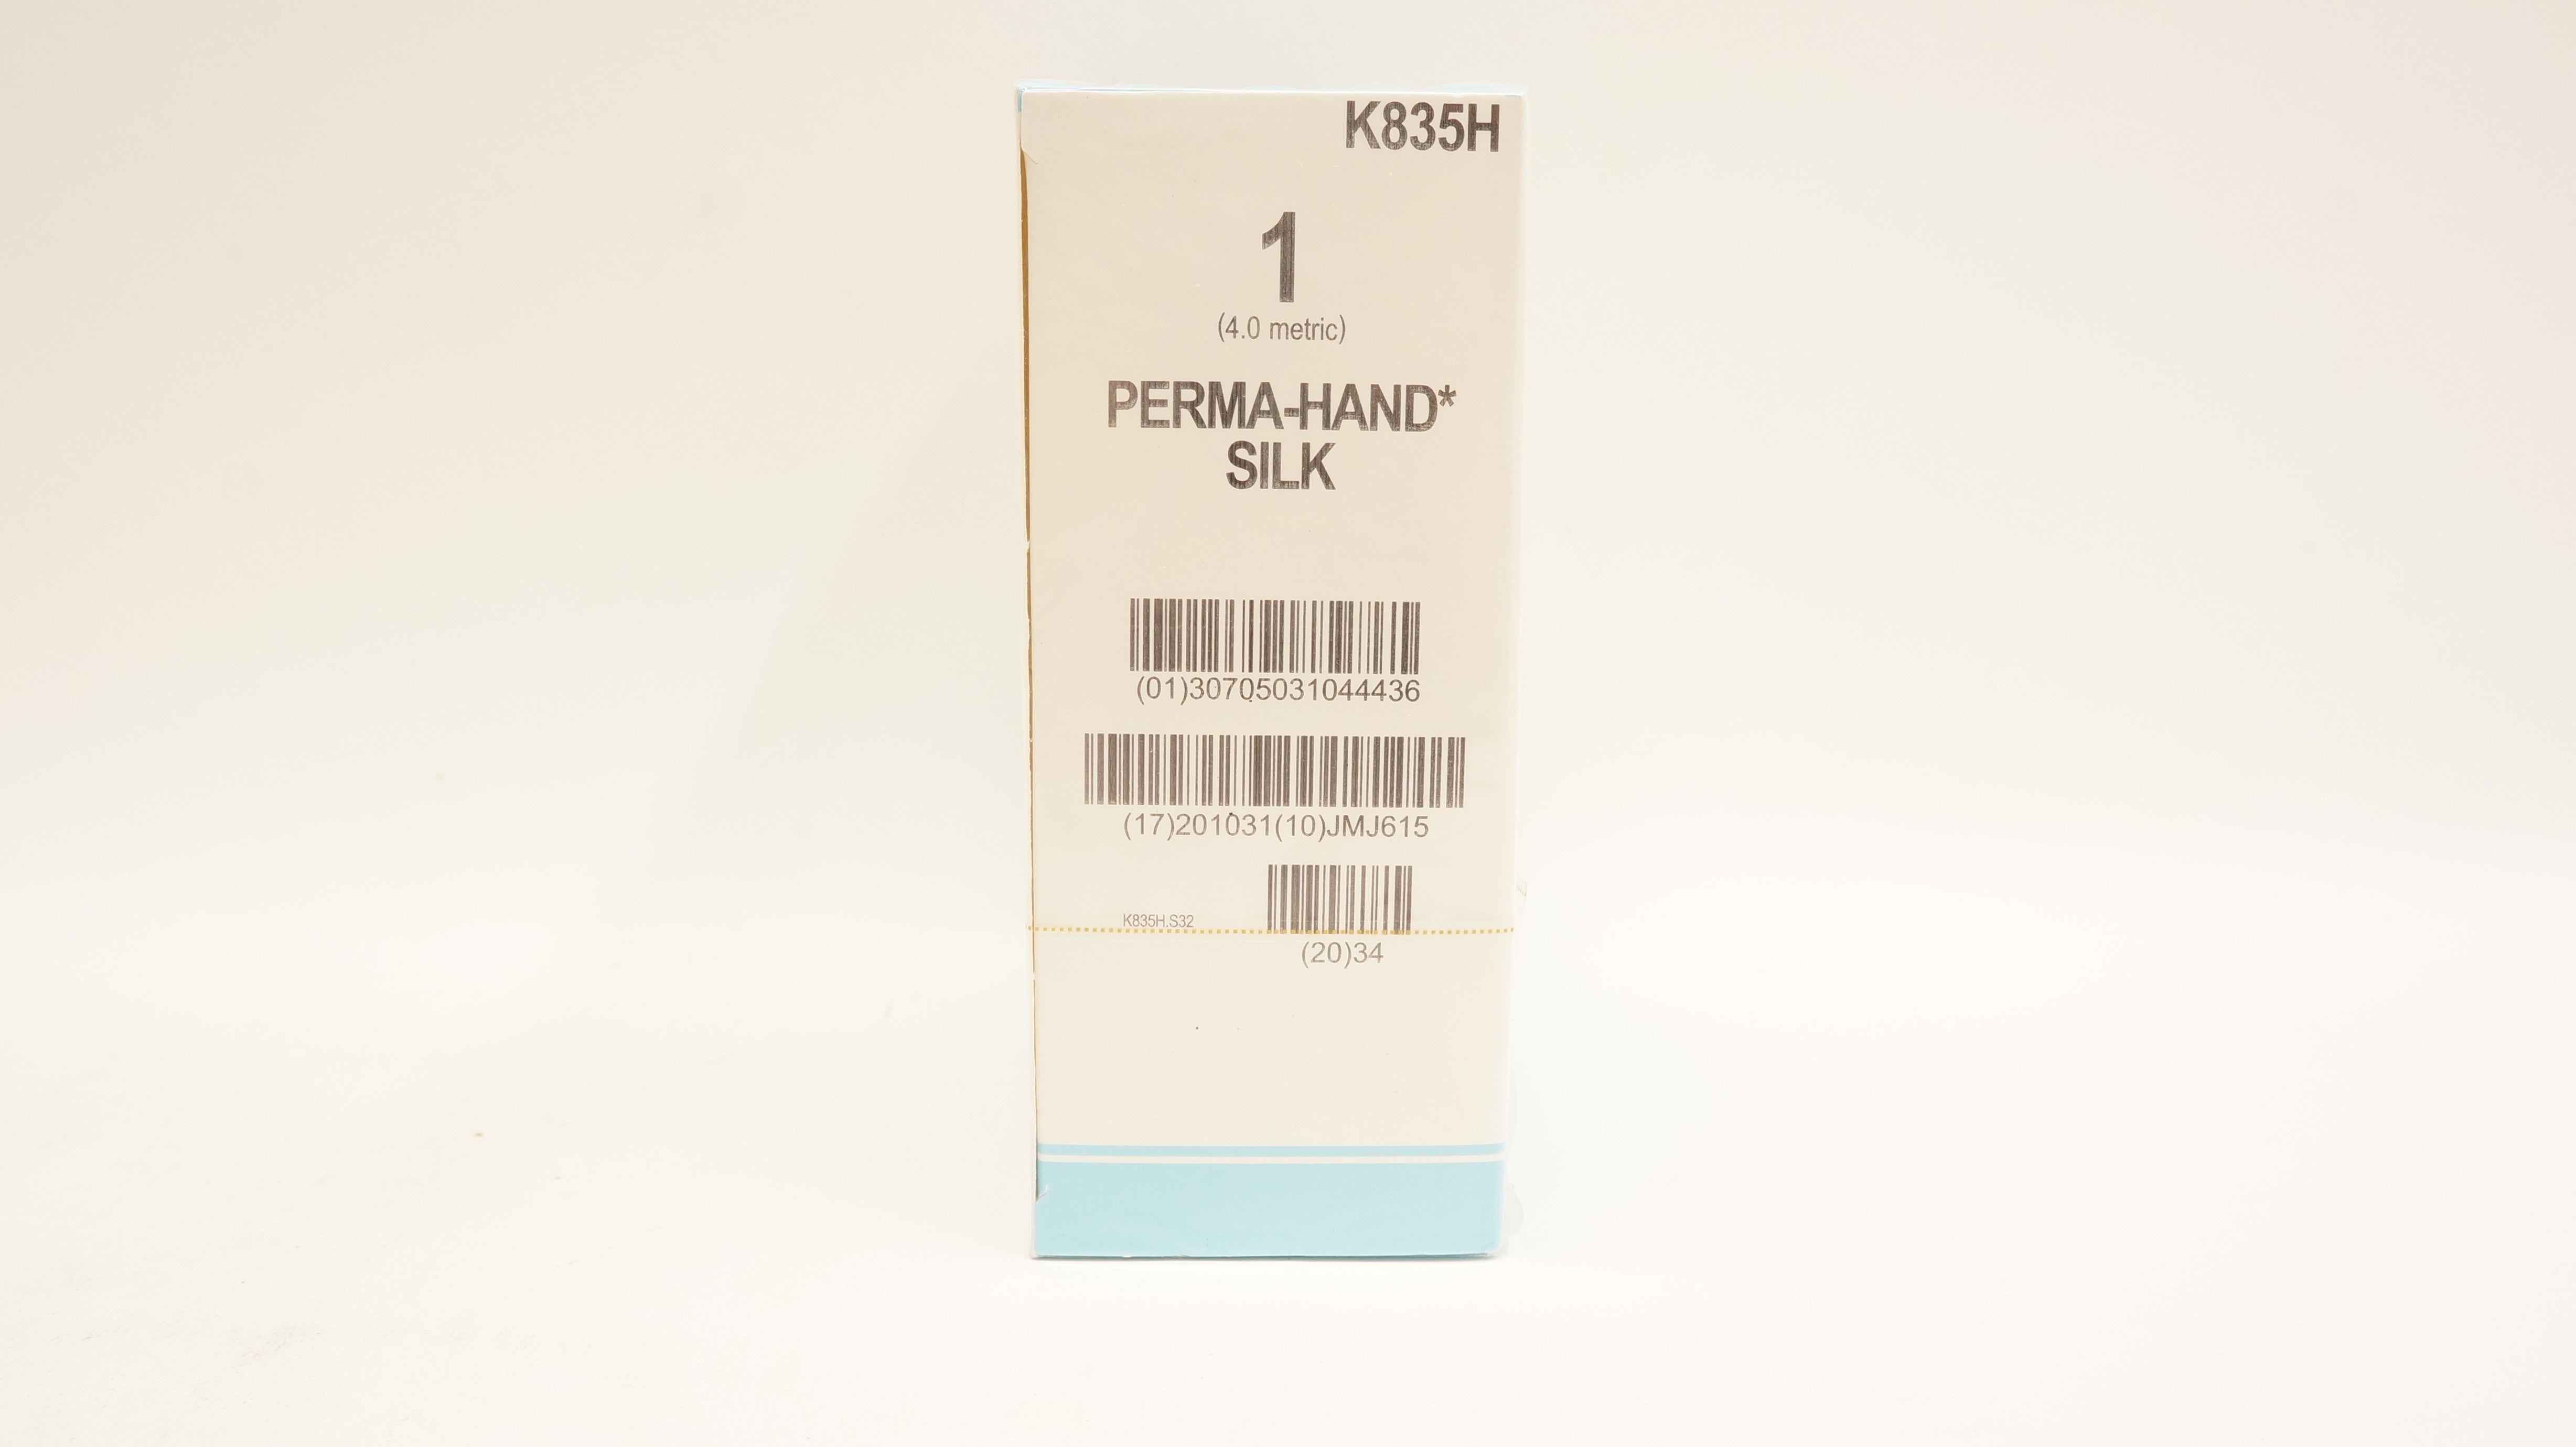 K835H
1
(4.0 metric)
PERMA-HAND*
SILK
(01)30705031044436
(17)201031(10)JMJ615
K835H.S32
(20)34